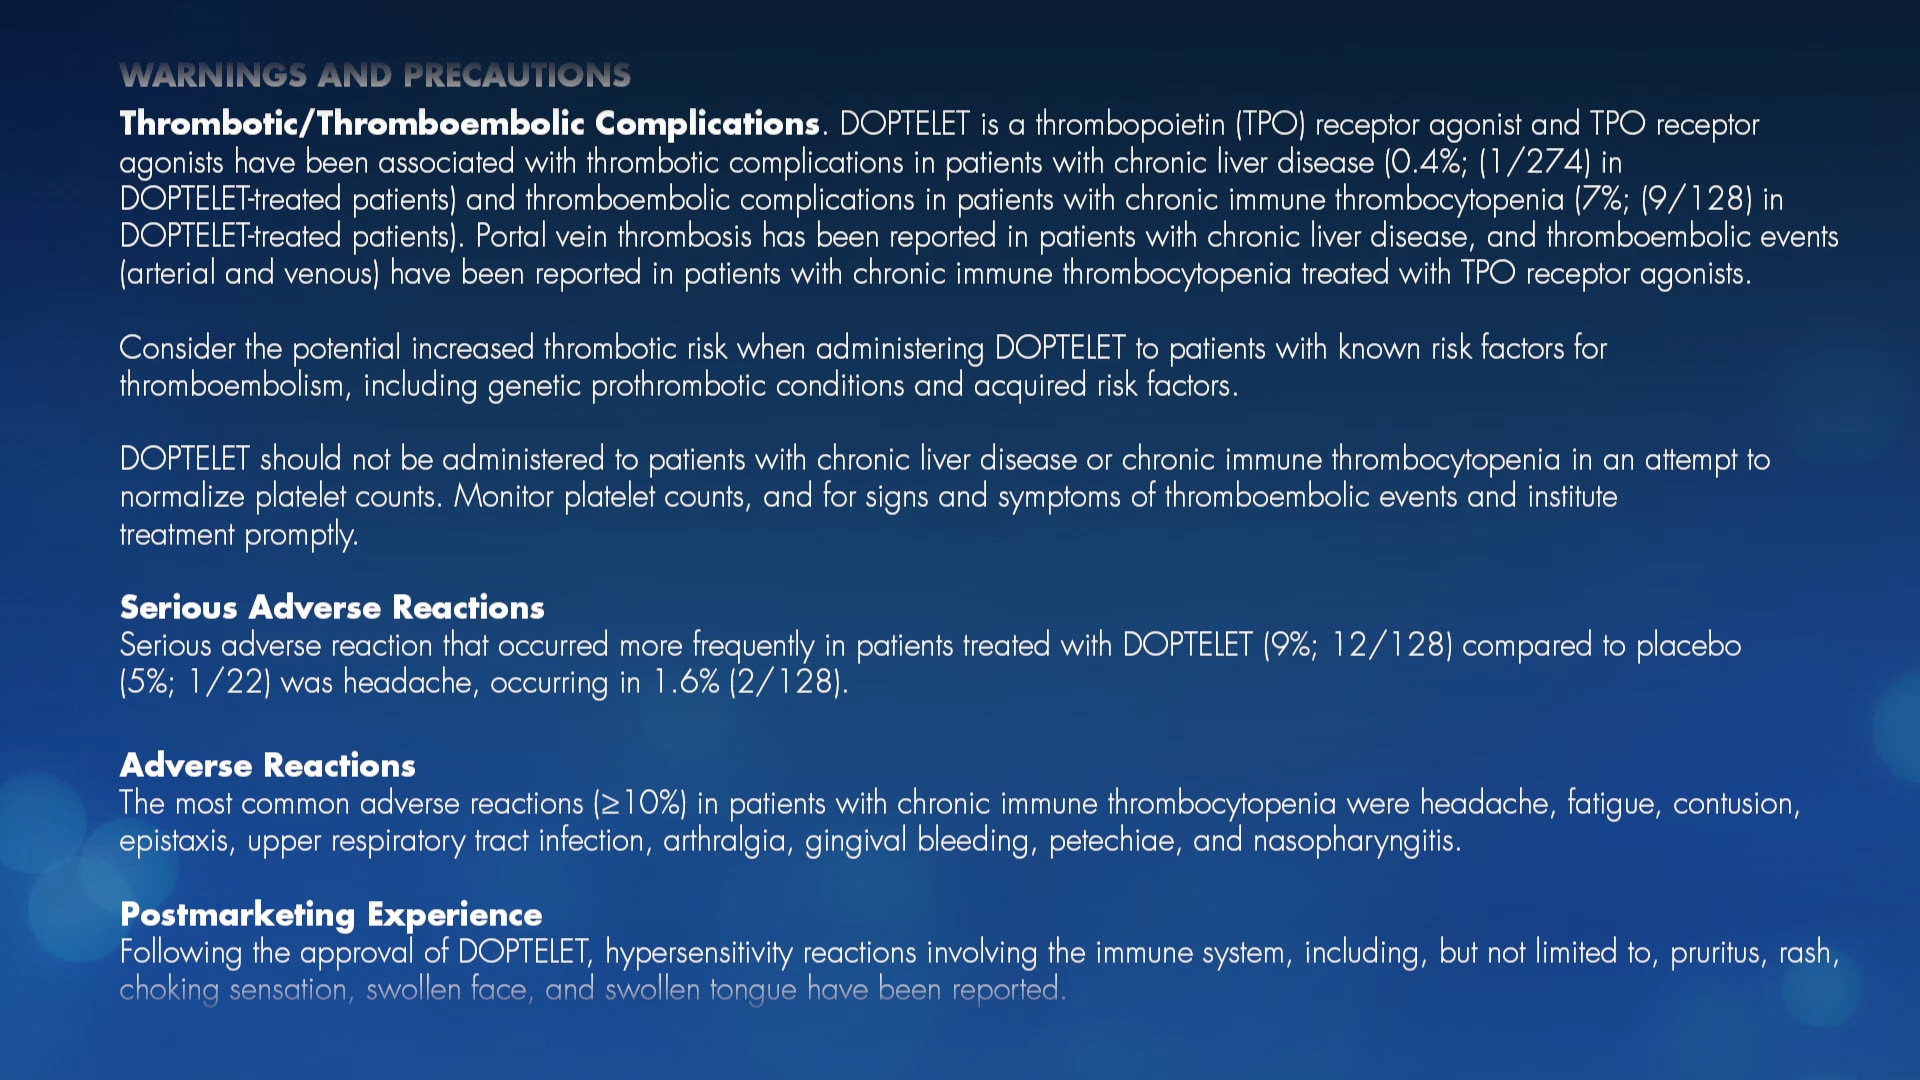 WARNINGS AND PRECAUTIONS
Thrombotic/Thromboembolic Complications. DOPTELET is a thrombopoietin (TPO) receptor agonist and TPO receptor
agonists have been associated with thrombotic complications in patients with chronic liver disease (0.4%; (1/274) in
DOPTELET-treated patients) and thromboembolic complications in patients with chronic immune thrombocytopenia (7%; (9/128) in
DOPTELET-treated patients). Portal vein thrombosis has been reported in patients with chronic liver disease, and thromboembolic events
(arterial and venous) have been reported in patients with chronic immune thrombocytopenia treated with TPO receptor agonists.
Consider the potential increased thrombotic risk when administering DOPTELET to patients with known risk factors for
thromboembolism, including genetic prothrombotic conditions and acquired risk factors.
DOPTELET should not be administered to patients with chronic liver disease or chronic immune thrombocytopenia in an attempt to
normalize platelet counts. Monitor platelet counts, and for signs and symptoms of thromboembolic events and institute
treatment promptly.
Serious Adverse Reactions
Serious adverse reaction that occurred more frequently in patients treated with DOPTELET (9%; 12/128) compared to placebo
(5%; 1/22) was headache, occurring in 1.6% (2/128).
Adverse Reactions
The most common adverse reactions (≥10%) in patients with chronic immune thrombocytopenia were headache, fatigue, contusion,
epistaxis, upper respiratory tract infection, arthralgia, gingival bleeding, petechiae, and nasopharyngitis.
Postmarketing Experience
Following the approval of DOPTELET, hypersensitivity reactions involving the immune system, including, but not limited to, pruritus, rash,
choking sensation, swollen face, and swollen tongue have been reported.